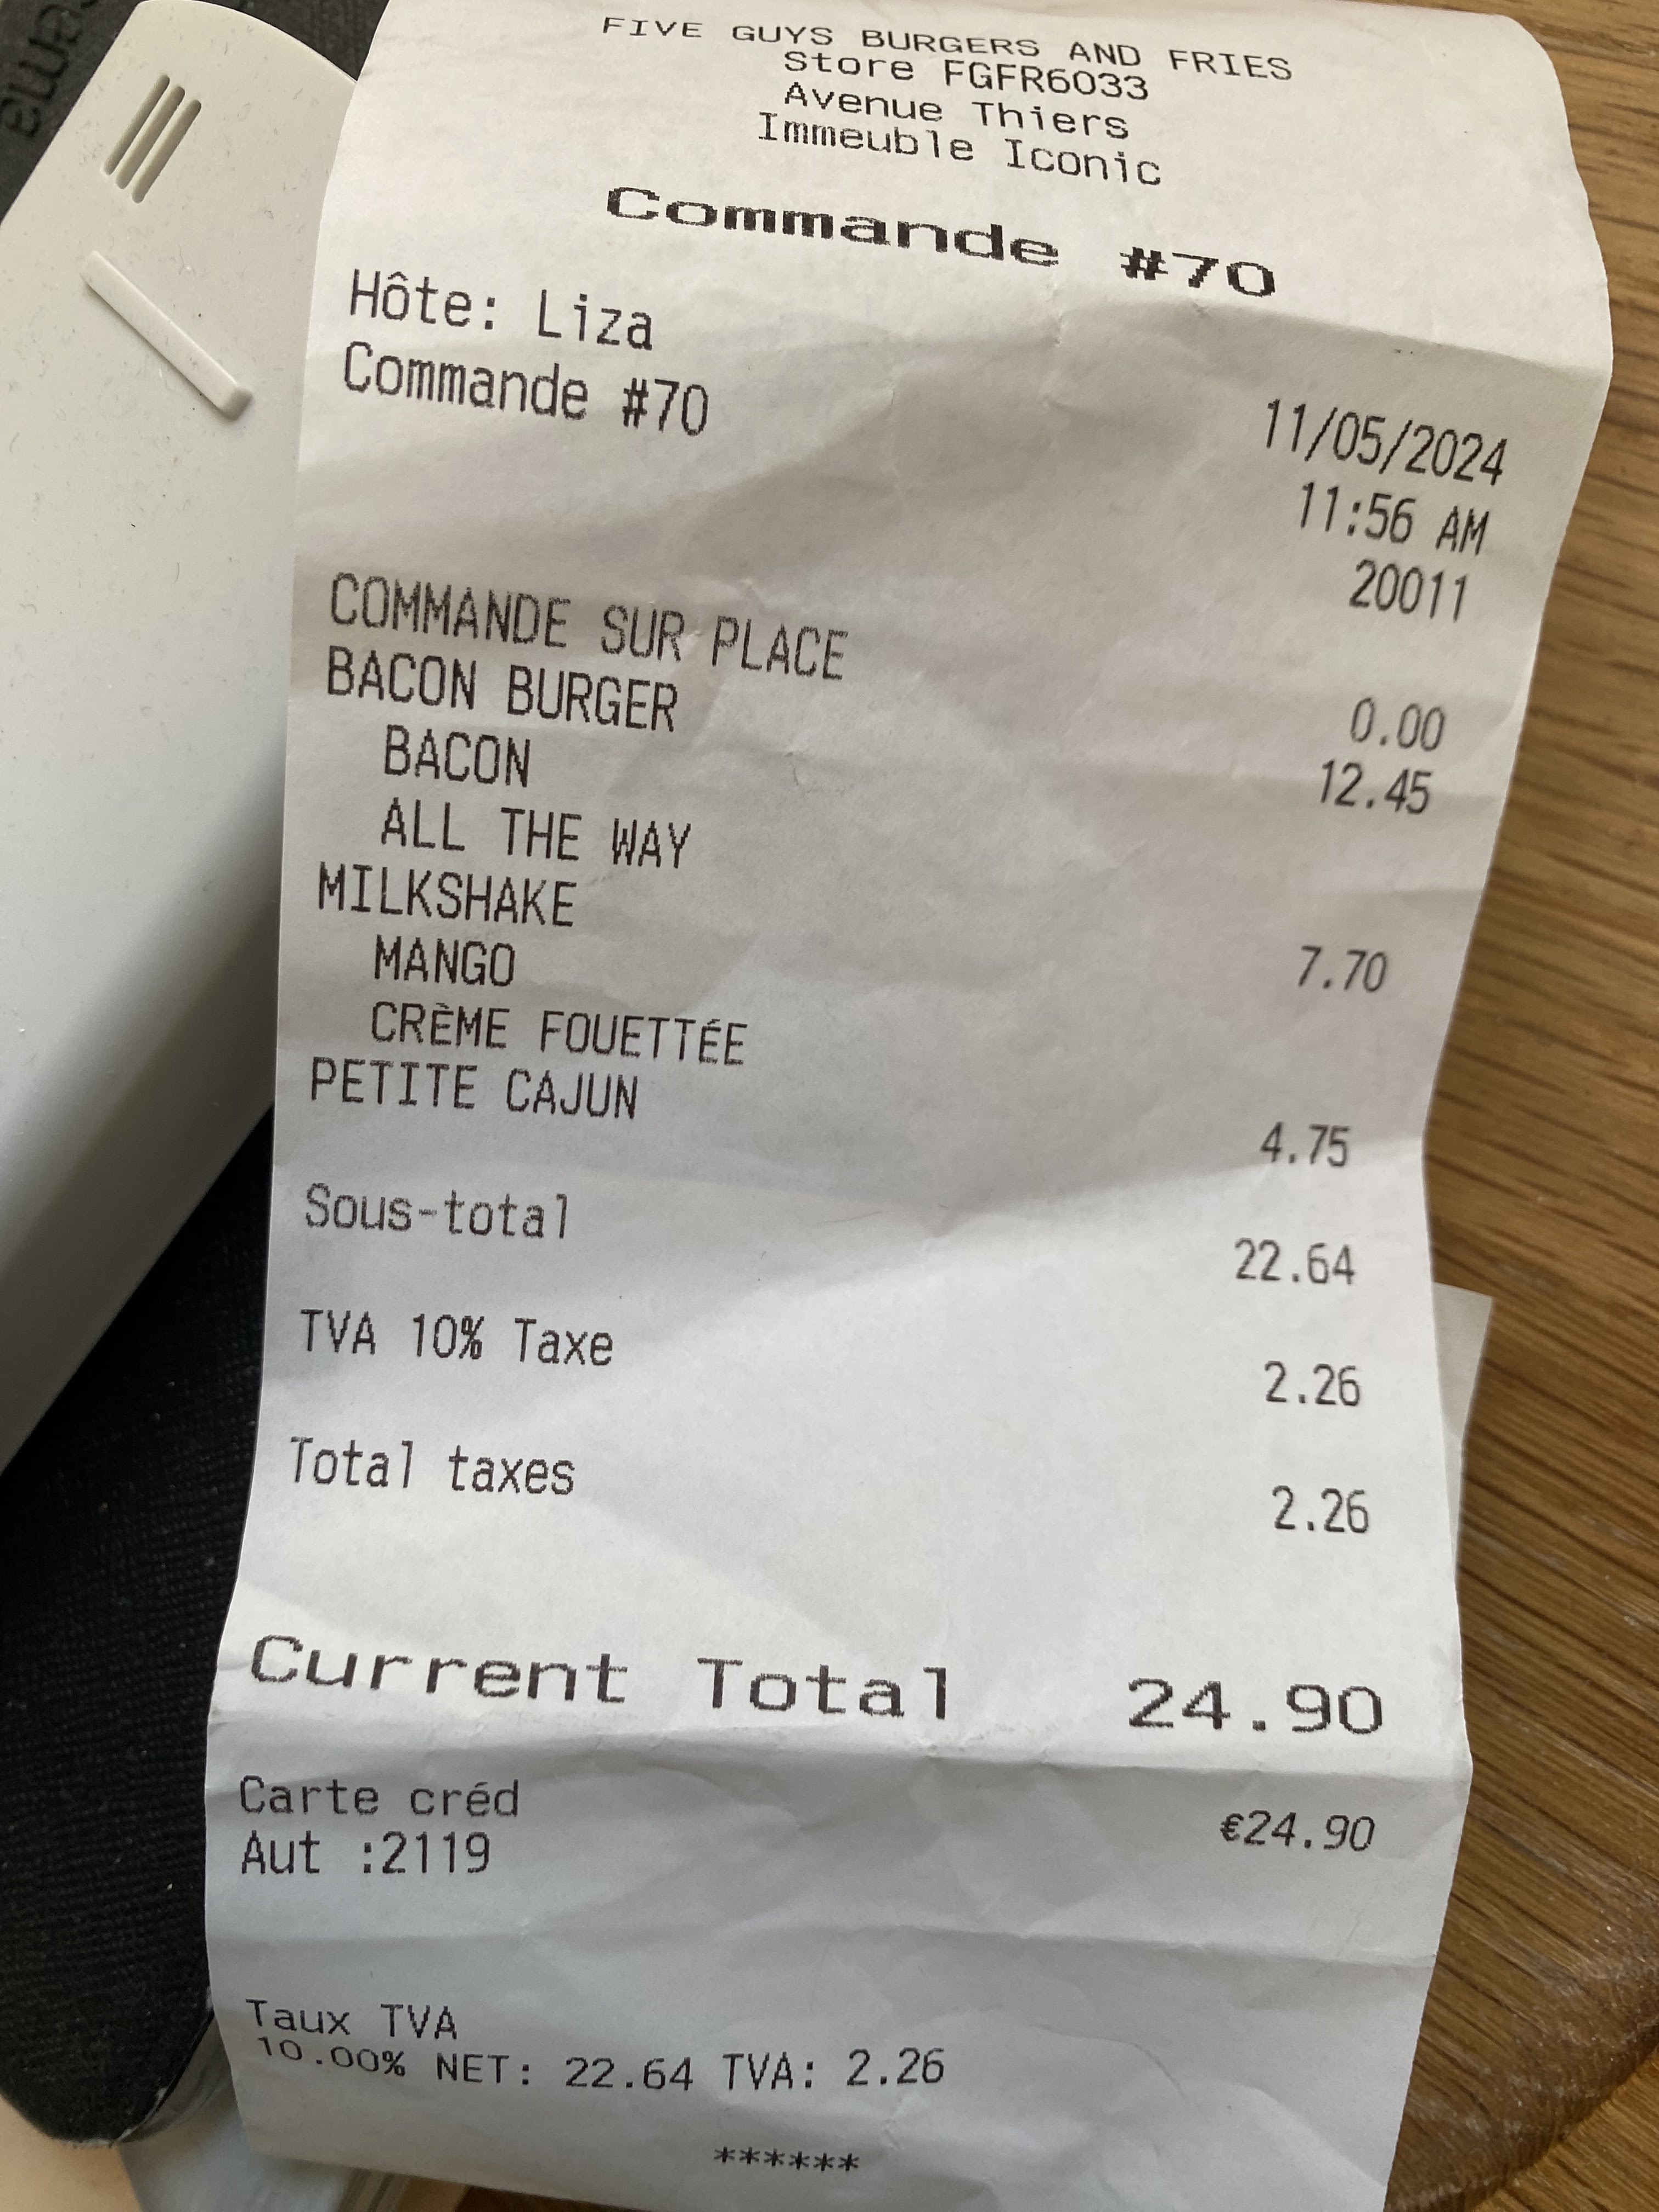 FIVE GUYS BURGERS AND FRIES
Store FGFR6033
Avenue Thiers
Immeuble Iconic
Commande #70
Hôte: Liza
Commande #70
11/05/2024
11:56 AM
20011
COMMANDE SUR PLACE 0.00
BACON BURGER 12.45
BACON
ALL THE WAY
MILKSHAKE 7.70
MANGO
CRÈME FOUETTÉE
PETITE CAJUN 4.75
Sous-total 22.64
TVA 10% Taxe 2.26
Total taxes 2.26
Current Total 24.90
Carte créd €24.90
Aut :2119
Taux TVA
10.00% NET: 22.64 TVA: 2.26
******